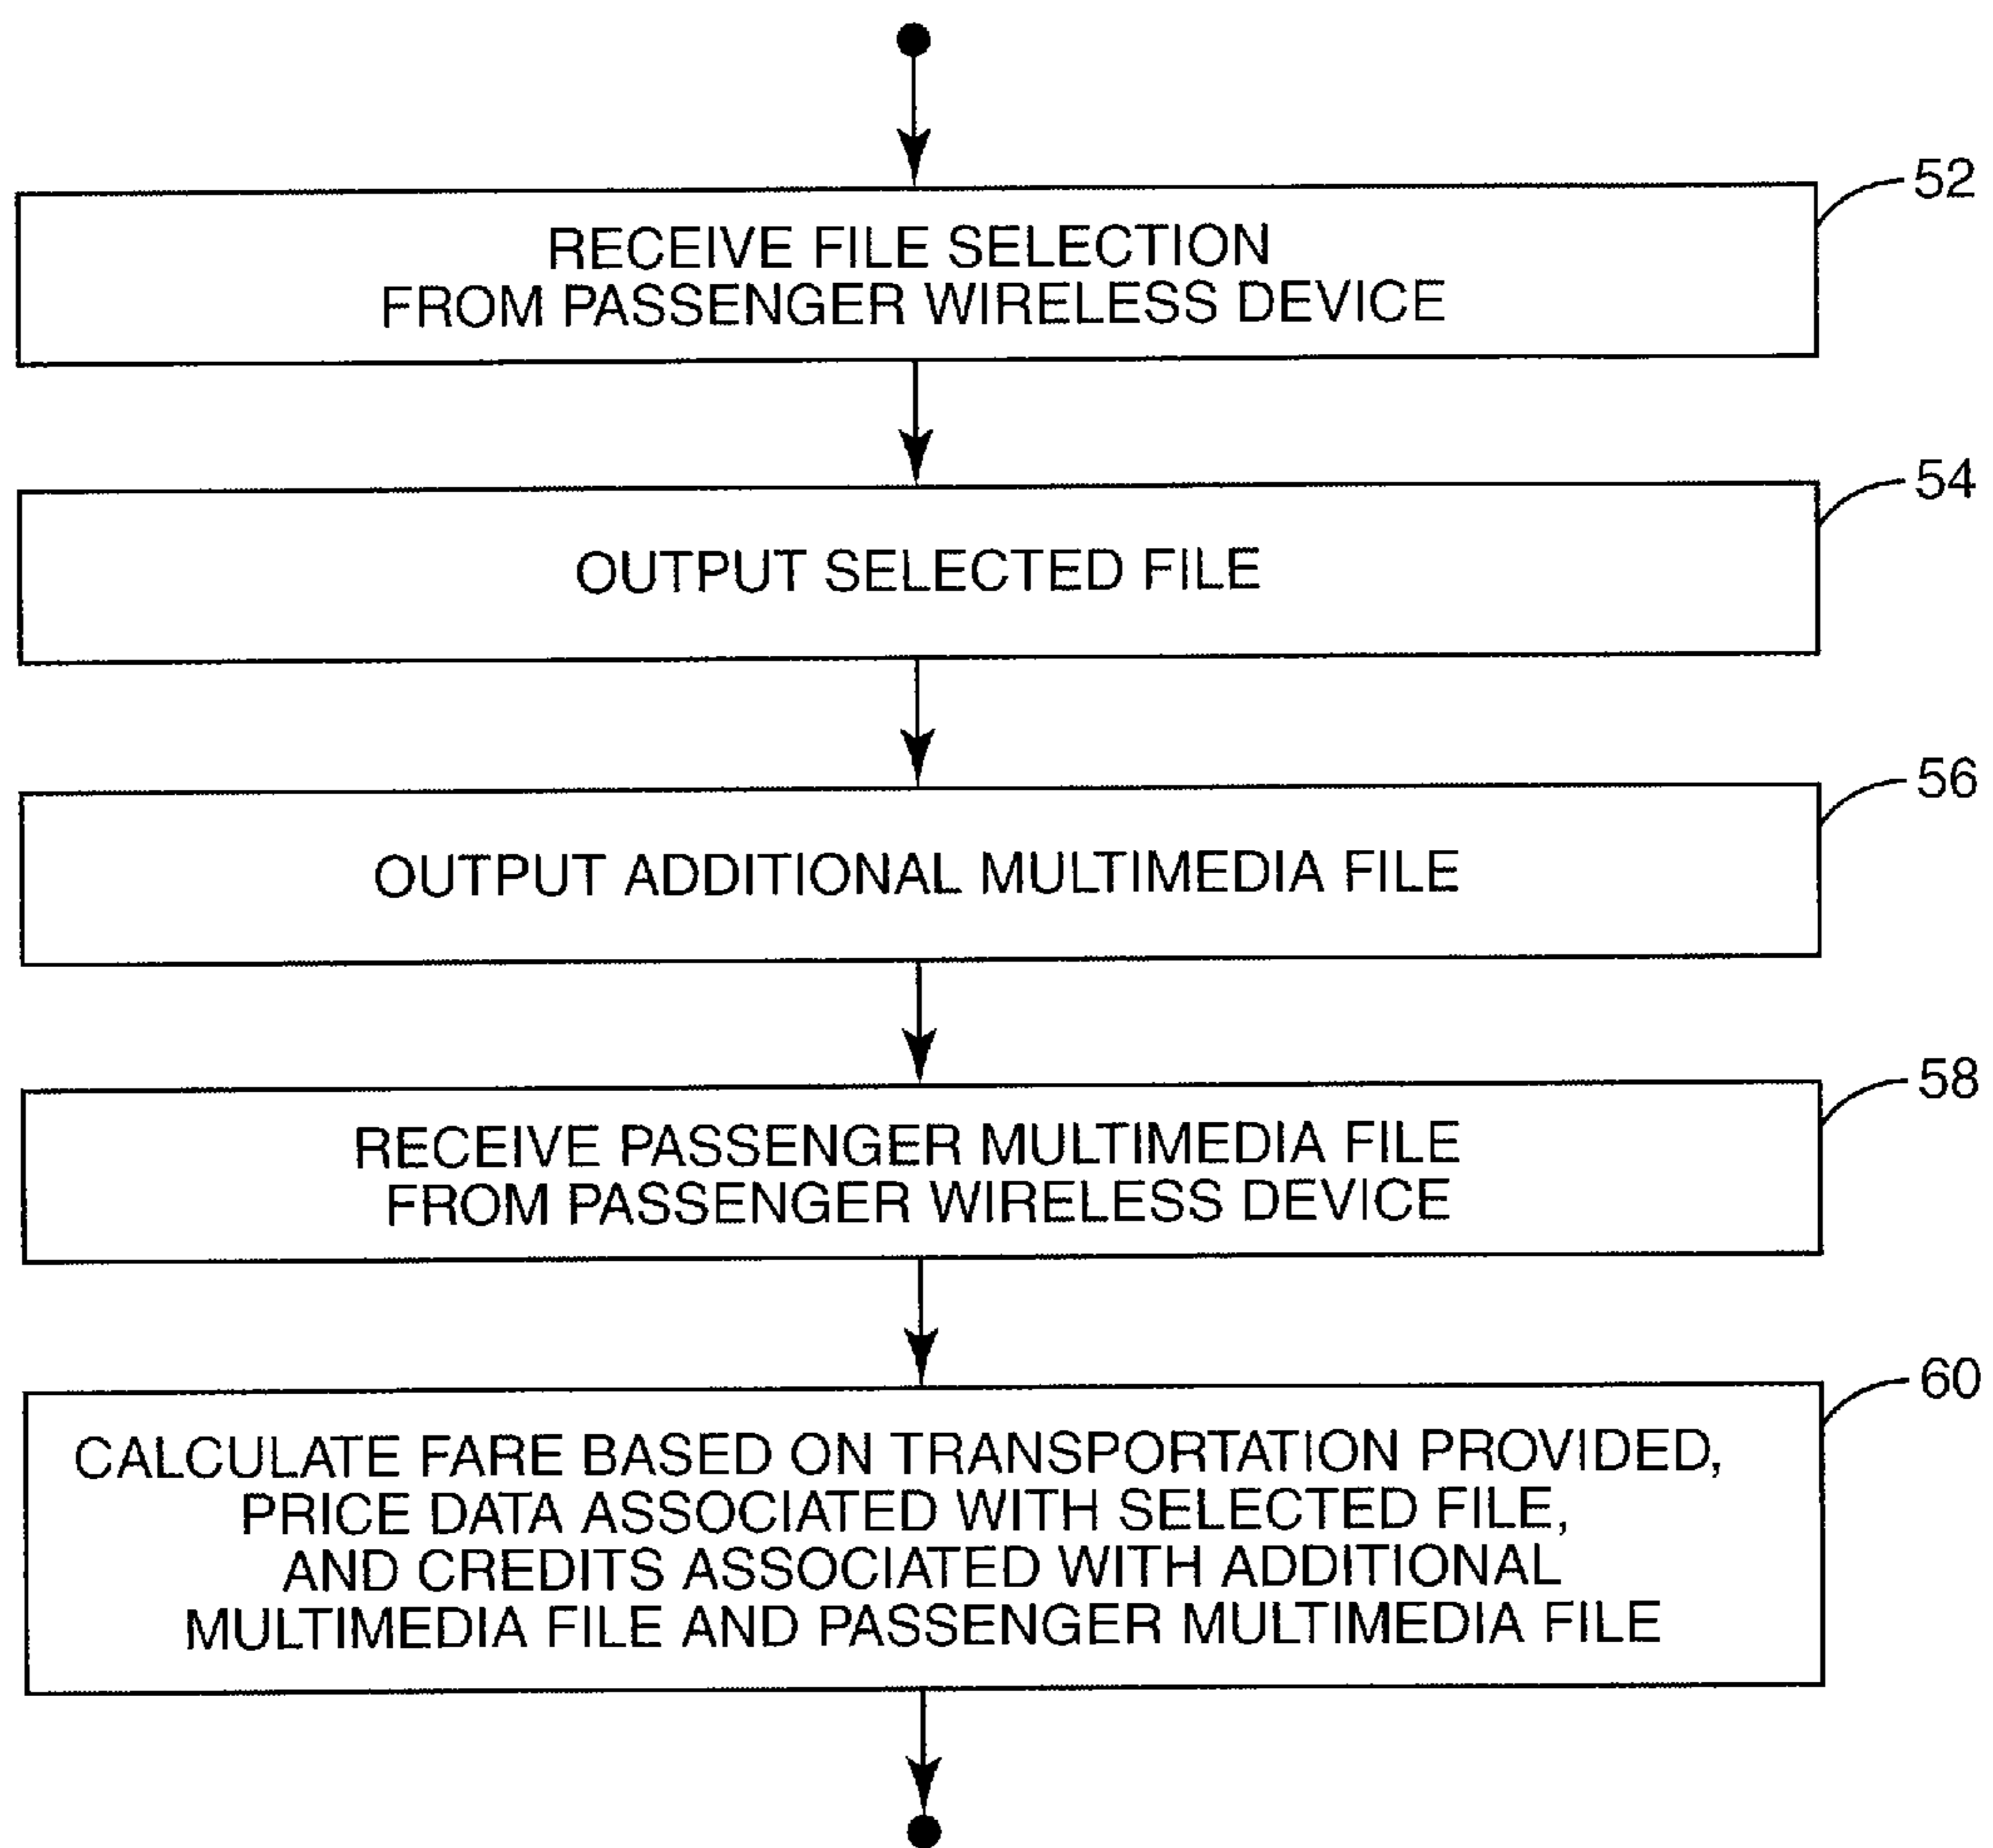 52
RECEIVE FILE SELECTION
FROM PASSENGER WIRELESS DEVICE
54
OUTPUT SELECTED FILE
56
OUTPUT ADDITIONAL MULTIMEDIA FILE
58
RECEIVE PASSENGER MULTIMEDIA FILE
FROM PASSENGER WIRELESS DEVICE
60
CALCULATE FARE BASED ON TRANSPORTATION PROVIDED,
PRICE DATA ASSOCIATED WITH SELECTED FILE,
AND CREDITS ASSOCIATED WITH ADDITIONAL
MULTIMEDIA FILE AND PASSENGER MULTIMEDIA FILE